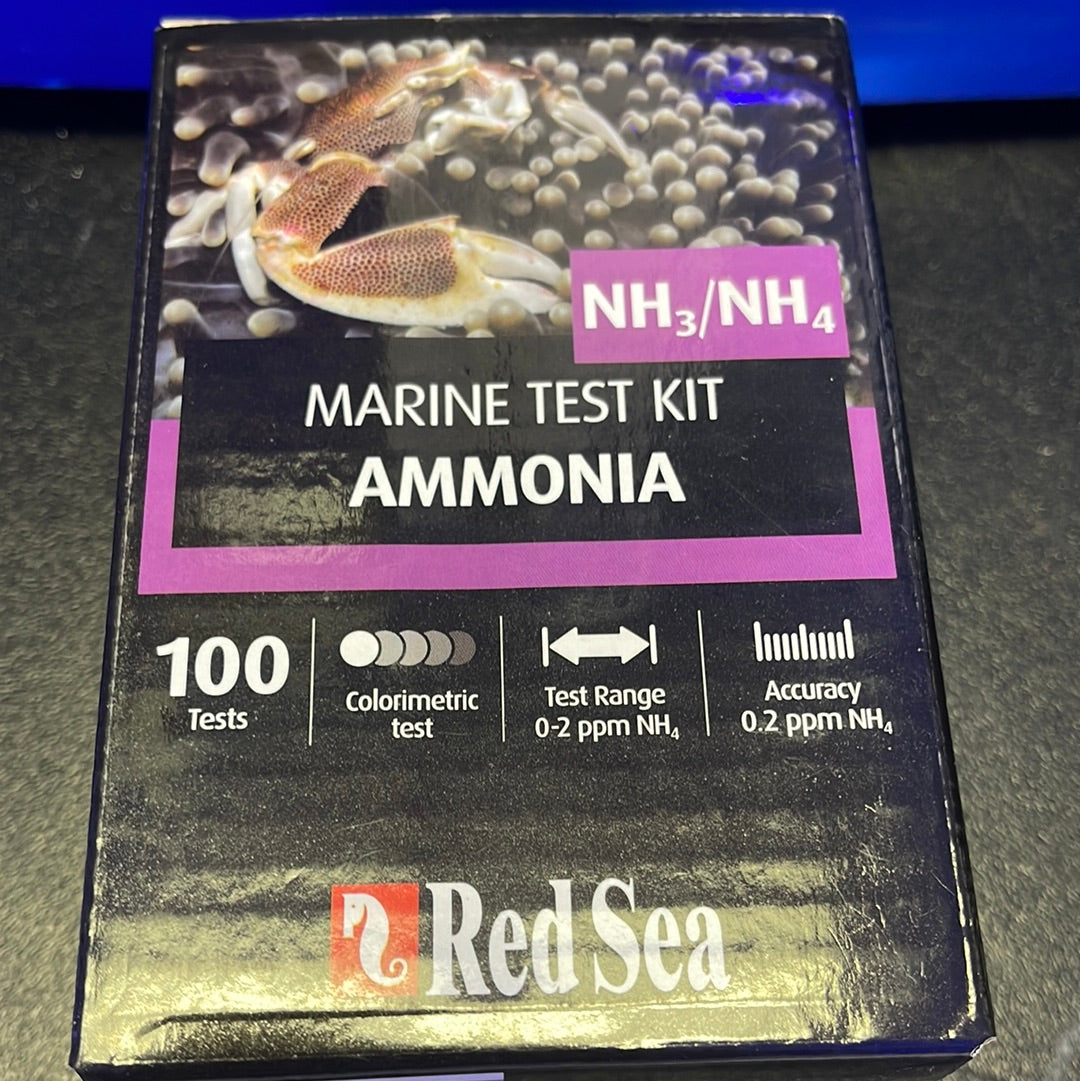 NH₃/NH₄
MARINE TEST KIT
AMMONIA
100
Tests
Colorimetric
test
Test Range
0-2 ppm NH₄
Accuracy
0.2 ppm NH₄
Red Sea